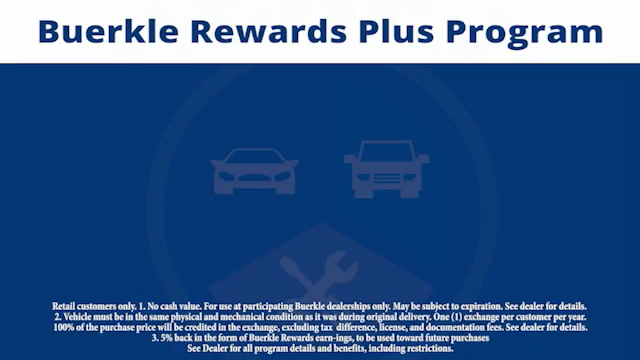 Buerkle Rewards Plus Program
Retail customers only. 1. No cash value. For use at participating Buerkle dealerships only. May be subject to expiration. See dealer for details.
2. Vehicle must be in the same physical and mechanical condition as it was during original delivery. One (1) exchange per customer per year.
100% of the purchase price will be credited in the exchange, excluding tax difference, license, and documentation fees. See dealer for details.
3. 5% back in the form of Buerkle Rewards earn-ings, to be used toward future purchases
See Dealer for all program details and benefits, including restrictions.